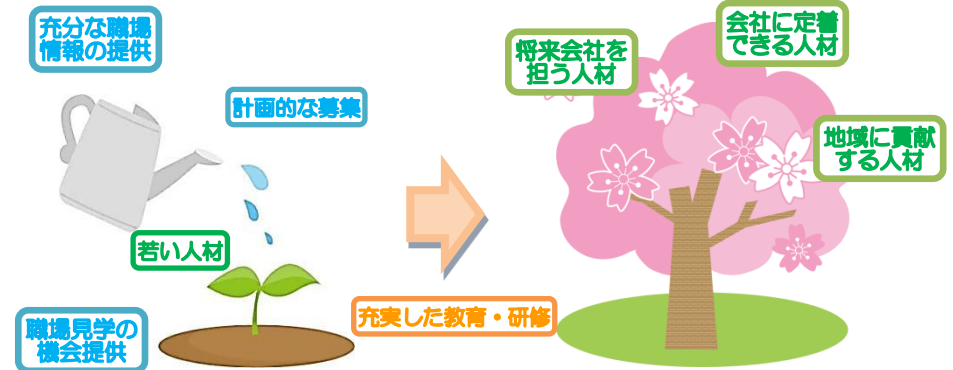 充分な職場
情報の提供
計画的な募集
若い人材
職場見学の
機会提供
充実した教育・研修
将来会社を
担う人材
会社に定着
できる人材
地域に貢献
する人材